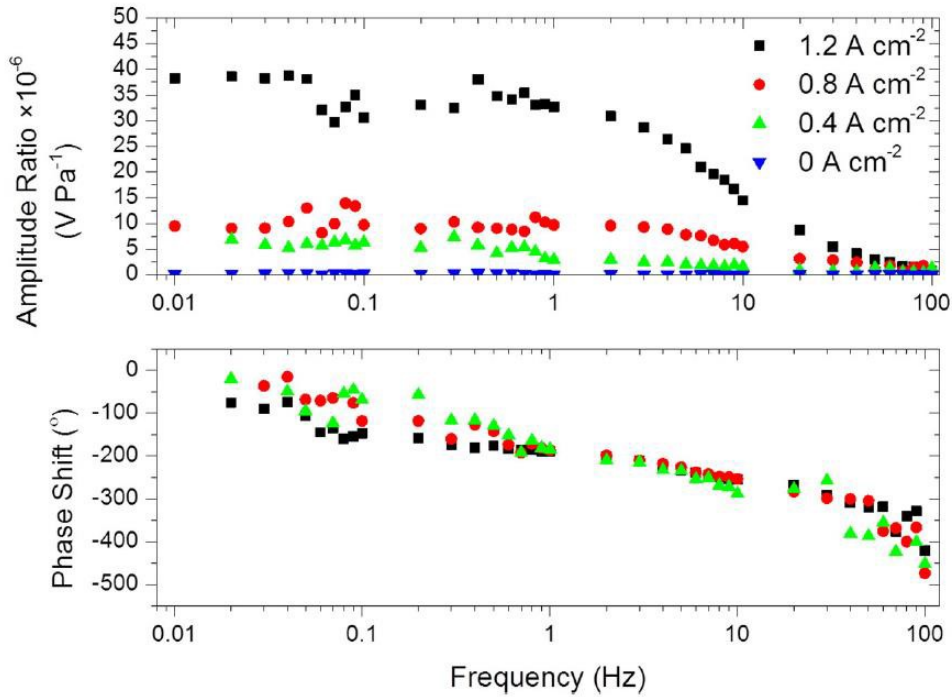 Amplitude Ratio ×10⁻⁶
(V Pa⁻¹)
50
45
40
35
30
25
20
15
10
5
0
1.2 A cm⁻²
0.8 A cm⁻²
0.4 A cm⁻²
0 A cm⁻²
0.01 0.1 1 10 100
Phase Shift (°)
0
-100
-200
-300
-400
-500
0.01 0.1 1 10 100
Frequency (Hz)